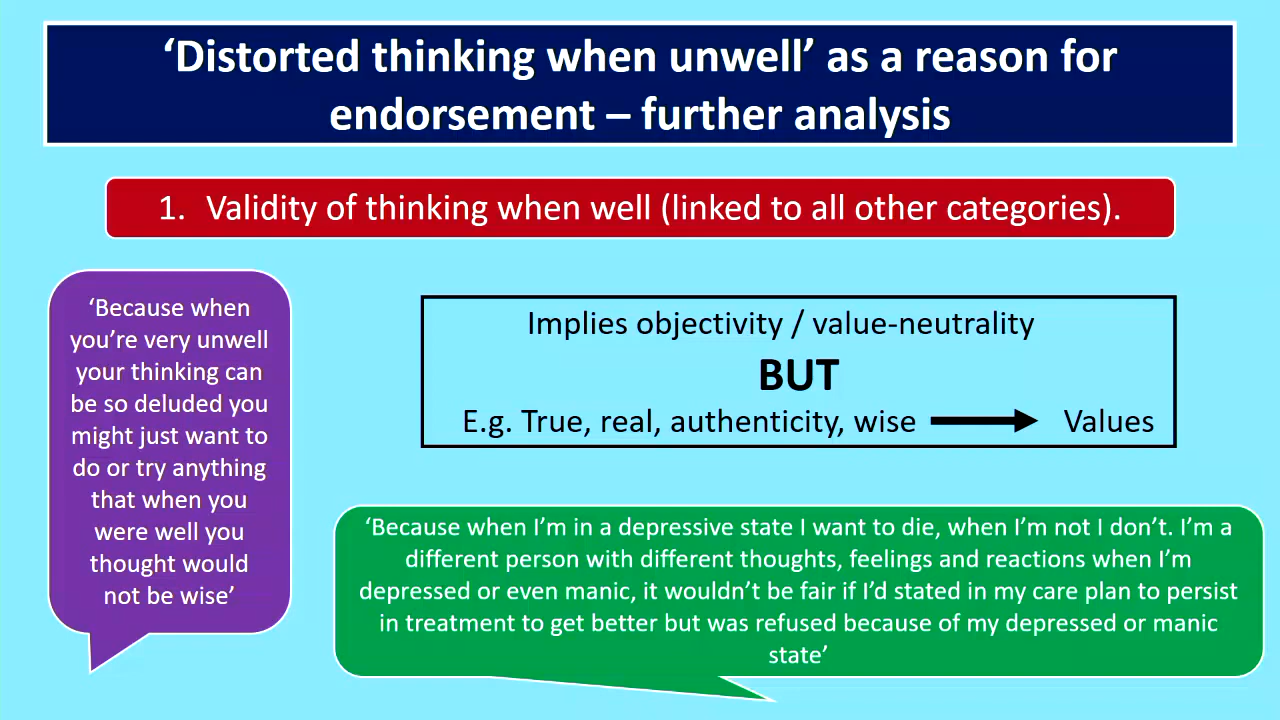 ‘Distorted thinking when unwell’ as a reason for
endorsement – further analysis
1. Validity of thinking when well (linked to all other categories).
‘Because when
you’re very unwell
your thinking can
be so deluded you
might just want to
do or try anything
that when you
were well you
thought would
not be wise’
Implies objectivity / value-neutrality
BUT
E.g. True, real, authenticity, wise Values
‘Because when I’m in a depressive state I want to die, when I’m not I don’t. I’m a
different person with different thoughts, feelings and reactions when I’m
depressed or even manic, it wouldn’t be fair if I’d stated in my care plan to persist
in treatment to get better but was refused because of my depressed or manic
state’